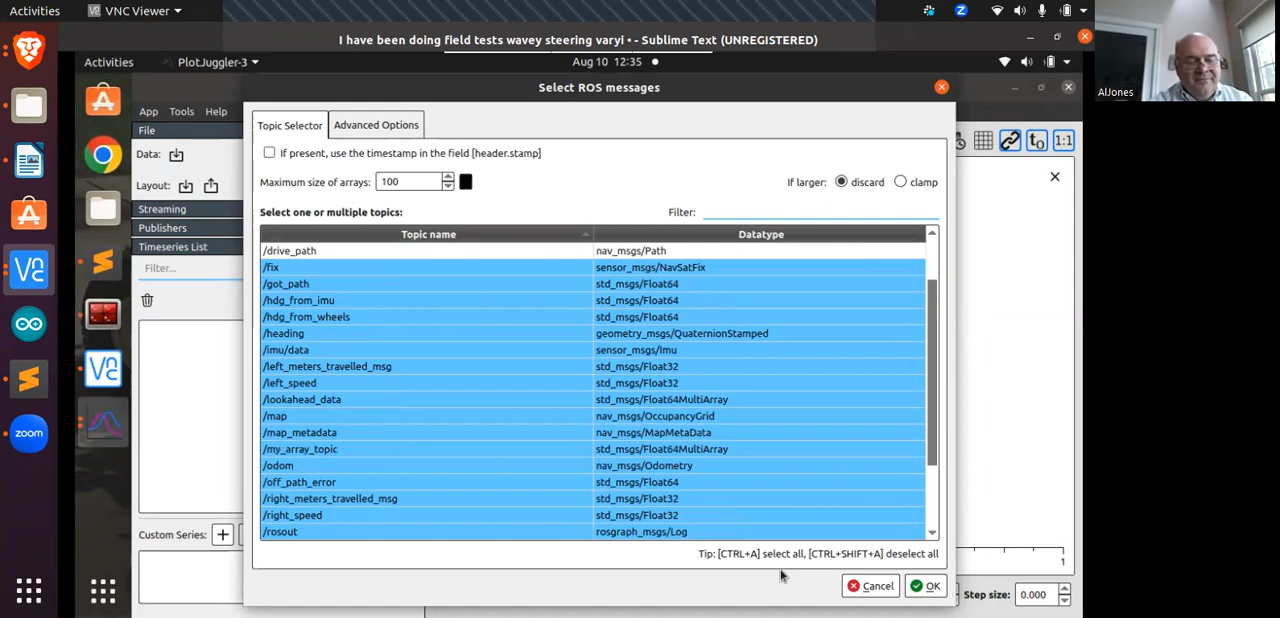 Activities VNC Viewer
I have been doing field tests wavey steering varyi • - Sublime Text (UNREGISTERED)
AlJones
Activities PlotJuggler-3 Aug 10 12:35
Select ROS messages
App Tools Help
File
Data:
Layout:
Streaming
Publishers
Timeseries List
Filter...
Custom Series:
Topic Selector Advanced Options
If present, use the timestamp in the field [header.stamp]
Maximum size of arrays: 100 If larger: discard clamp
Select one or multiple topics: Filter:
Topic name Datatype
/drive_path nav_msgs/Path
/fix sensor_msgs/NavSatFix
/got_path std_msgs/Float64
/hdg_from_imu std_msgs/Float64
/hdg_from_wheels std_msgs/Float64
/heading geometry_msgs/QuaternionStamped
/imu/data sensor_msgs/Imu
/left_meters_travelled_msg std_msgs/Float32
/left_speed std_msgs/Float32
/lookahead_data std_msgs/Float64MultiArray
/map nav_msgs/OccupancyGrid
/map_metadata nav_msgs/MapMetaData
/my_array_topic std_msgs/Float64MultiArray
/odom nav_msgs/Odometry
/off_path_error std_msgs/Float64
/right_meters_travelled_msg std_msgs/Float32
/right_speed std_msgs/Float32
/rosout rosgraph_msgs/Log
Tip: [CTRL+A] select all, [CTRL+SHIFT+A] deselect all
Cancel OK
1:1
1
Step size: 0.000
zoom